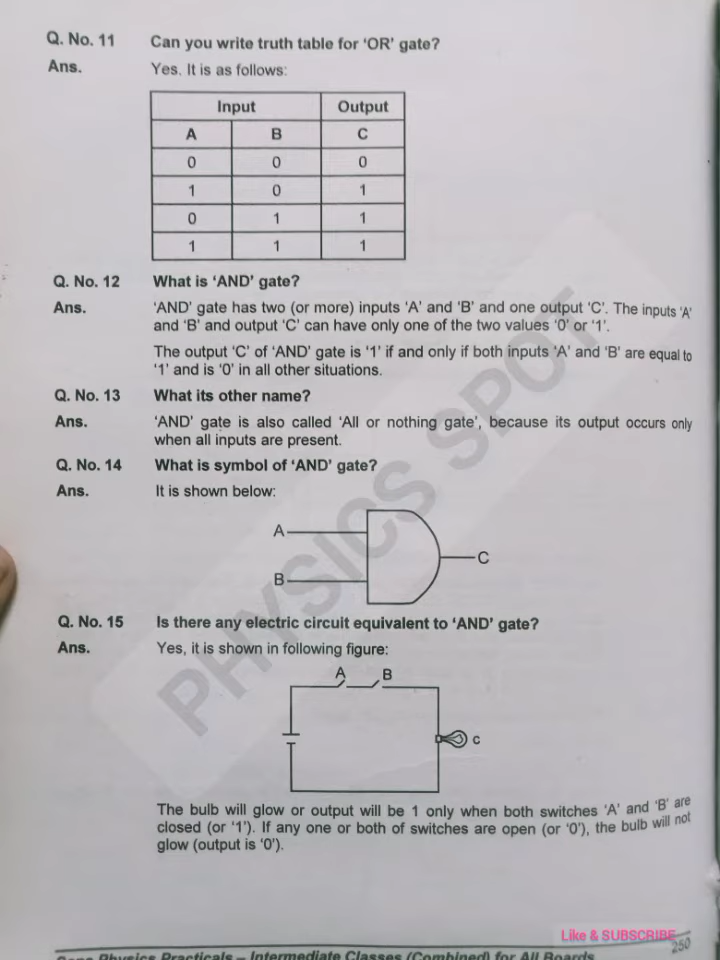 Q. No. 11 Can you write truth table for 'OR' gate?
Ans. Yes. It is as follows:
Input Output
A B C
0 0 0
1 0 1
0 1 1
1 1 1
Q. No. 12 What is 'AND' gate?
Ans. 'AND' gate has two (or more) inputs 'A' and 'B' and one output 'C'. The inputs 'A'
and 'B' and output 'C' can have only one of the two values '0' or '1'.
The output 'C' of 'AND' gate is '1' if and only if both inputs 'A' and 'B' are equal to
'1' and is '0' in all other situations.
Q. No. 13 What its other name?
Ans. 'AND' gate is also called 'All or nothing gate', because its output occurs only
when all inputs are present.
Q. No. 14 What is symbol of 'AND' gate?
Ans. It is shown below:
A
C
B
Q. No. 15 Is there any electric circuit equivalent to 'AND' gate?
Ans. Yes, it is shown in following figure:
A B
c
The bulb will glow or output will be 1 only when both switches 'A' and 'B' are
closed (or '1'). If any one or both of switches are open (or '0'), the bulb will not
glow (output is '0').
PHYSICS SPOT
Like & SUBSCRIBE
250
Physics Practicals – Intermediate Classes (Combined) for All Boards